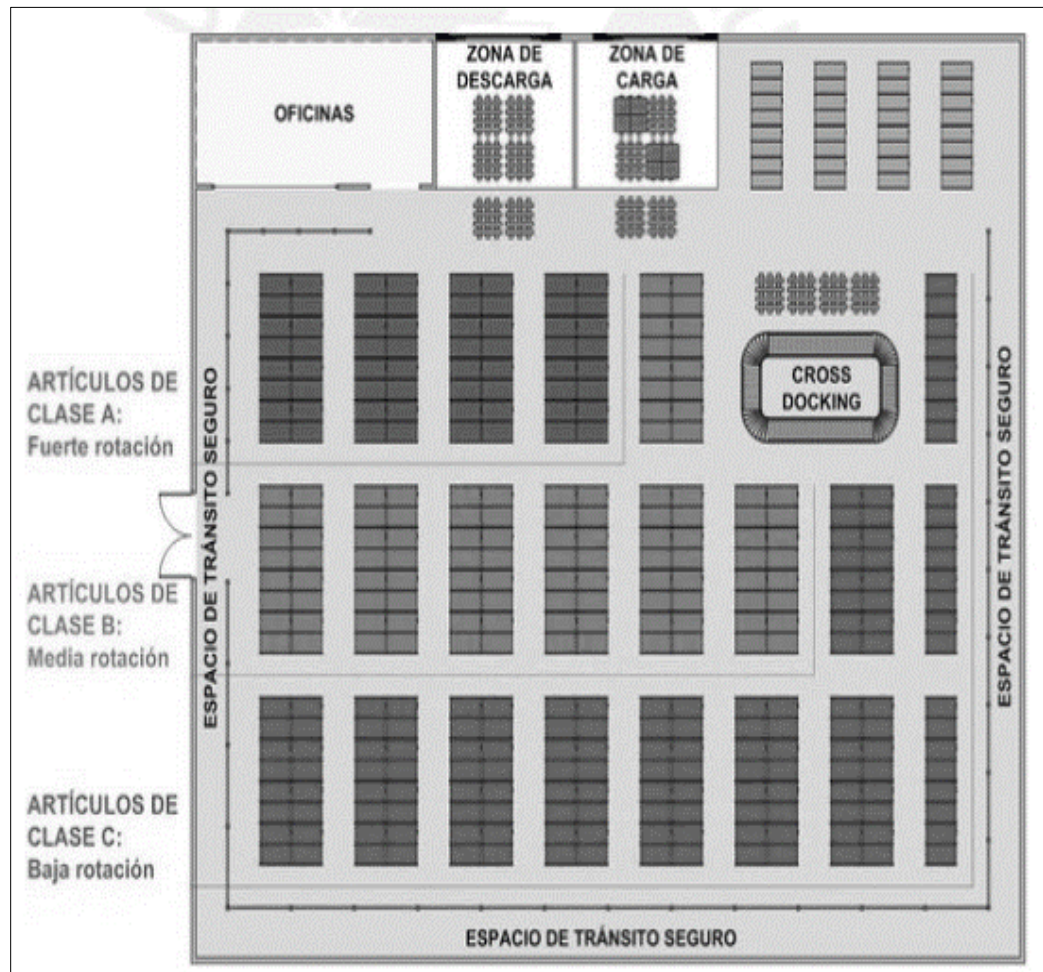 OFICINAS
ZONA DE
DESCARGA
ZONA DE
CARGA
ARTÍCULOS DE
CLASE A:
Fuerte rotación
ESPACIO DE TRÁNSITO SEGURO
CROSS
DOCKING
ESPACIO DE TRÁNSITO SEGURO
ARTÍCULOS DE
CLASE B:
Media rotación
ARTÍCULOS DE
CLASE C:
Baja rotación
ESPACIO DE TRÁNSITO SEGURO